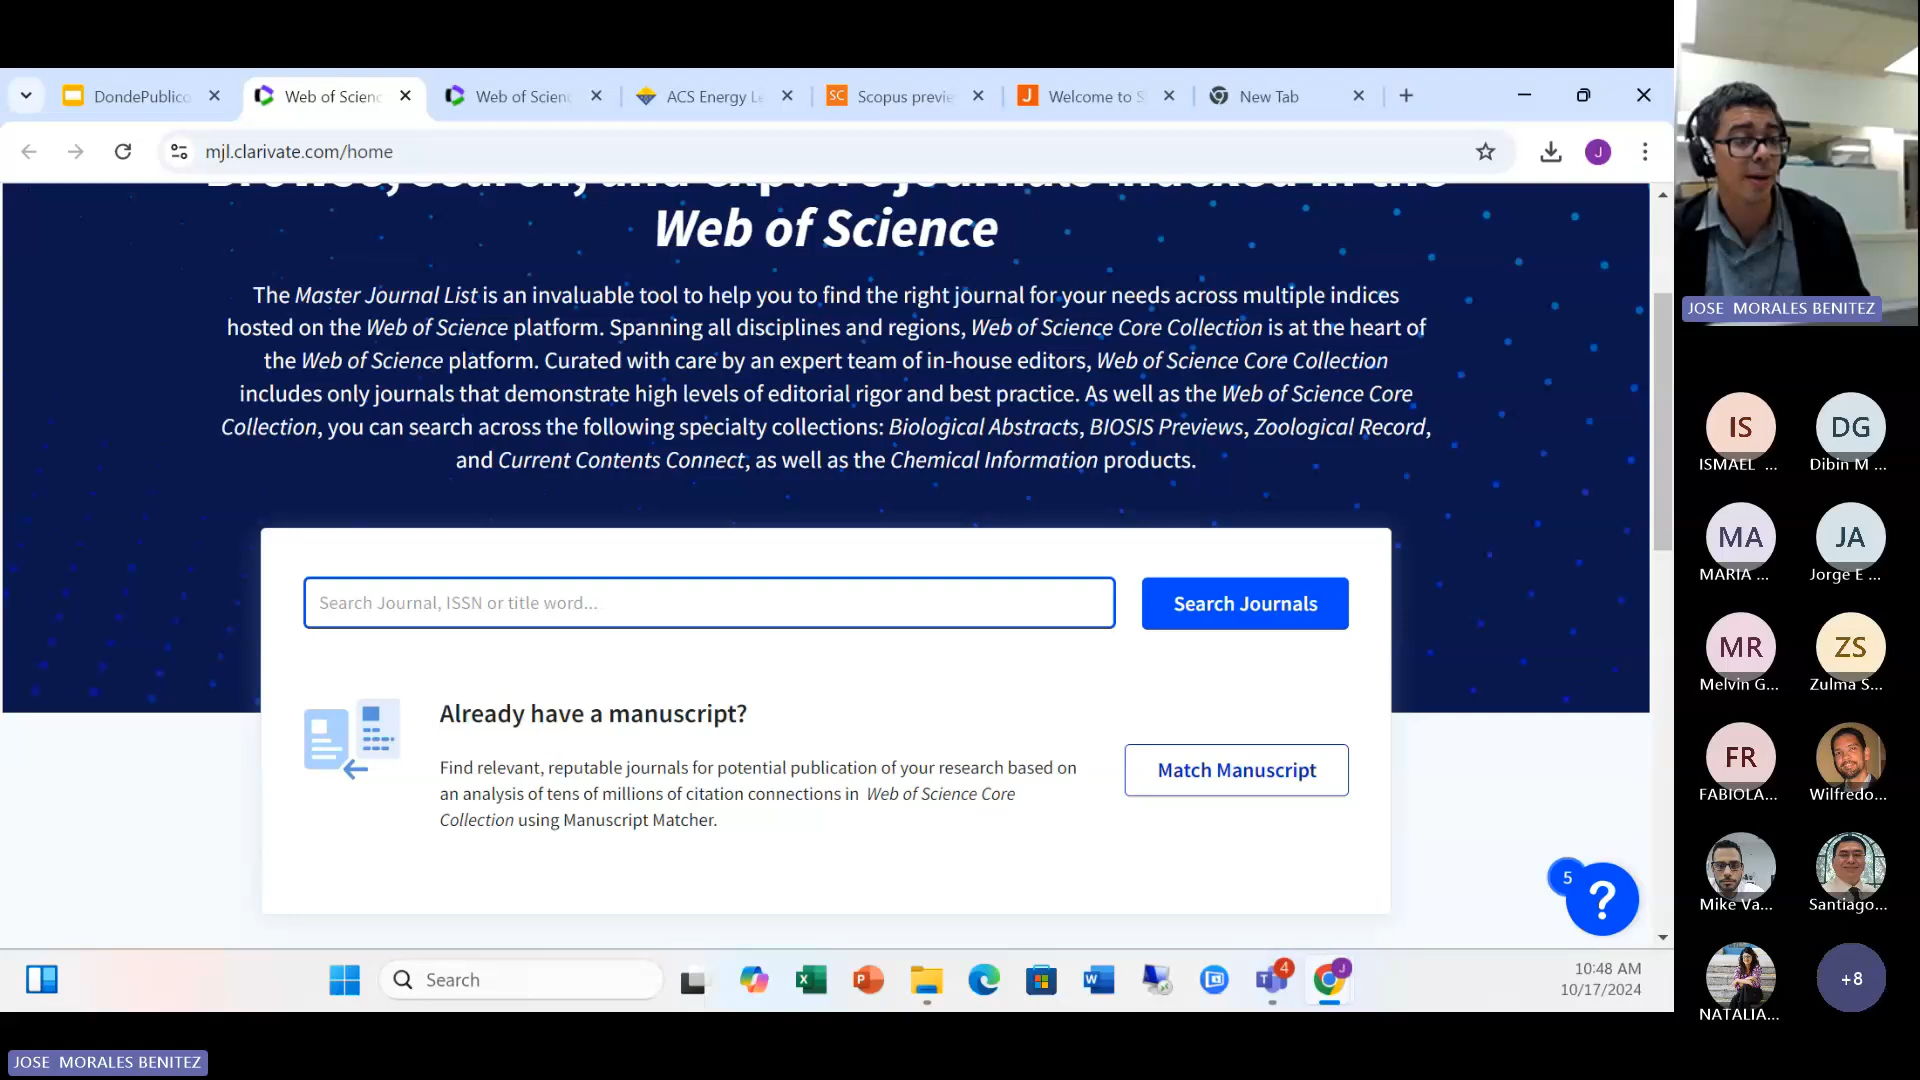 DondePublico
Web of Scienc
Web of Scienc
ACS Energy Le
SC
Scopus previe
J
Welcome to S
New Tab
mjl.clarivate.com/home
J
Browse, search, and explore journals indexed in the
Web of Science
The Master Journal List is an invaluable tool to help you to find the right journal for your needs across multiple indices
hosted on the Web of Science platform. Spanning all disciplines and regions, Web of Science Core Collection is at the heart of
the Web of Science platform. Curated with care by an expert team of in-house editors, Web of Science Core Collection
includes only journals that demonstrate high levels of editorial rigor and best practice. As well as the Web of Science Core
Collection, you can search across the following specialty collections: Biological Abstracts, BIOSIS Previews, Zoological Record,
and Current Contents Connect, as well as the Chemical Information products.
Search Journal, ISSN or title word...
Search Journals
Already have a manuscript?
Find relevant, reputable journals for potential publication of your research based on
an analysis of tens of millions of citation connections in Web of Science Core
Collection using Manuscript Matcher.
Match Manuscript
5
?
Search
4
J
10:48 AM
10/17/2024
JOSE MORALES BENITEZ
IS
ISMAEL ...
DG
Dibin M ...
MA
MARIA ...
JA
Jorge E ...
MR
Melvin G...
ZS
Zulma S...
FR
FABIOLA...
Wilfredo...
Mike Va...
Santiago...
NATALIA...
+8
JOSE MORALES BENITEZ